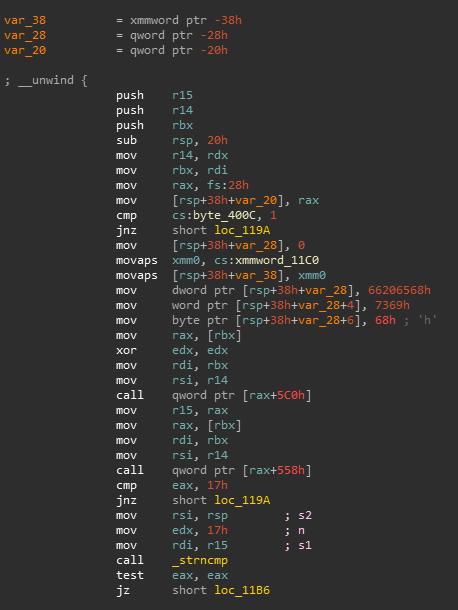 var_38 = xmmword ptr -38h
var_28 = qword ptr -28h
var_20 = qword ptr -20h
; __unwind {
push r15
push r14
push rbx
sub rsp, 20h
mov r14, rdx
mov rbx, rdi
mov rax, fs:28h
mov [rsp+38h+var_20], rax
cmp cs:byte_400C, 1
jnz short loc_119A
mov [rsp+38h+var_28], 0
movaps xmm0, cs:xmmword_11C0
movaps [rsp+38h+var_38], xmm0
mov dword ptr [rsp+38h+var_28], 66206568h
mov word ptr [rsp+38h+var_28+4], 7369h
mov byte ptr [rsp+38h+var_28+6], 68h ; 'h'
mov rax, [rbx]
xor edx, edx
mov rdi, rbx
mov rsi, r14
call qword ptr [rax+5C0h]
mov r15, rax
mov rax, [rbx]
mov rdi, rbx
mov rsi, r14
call qword ptr [rax+558h]
cmp eax, 17h
jnz short loc_119A
mov rsi, rsp ; s2
mov edx, 17h ; n
mov rdi, r15 ; s1
call _strncmp
test eax, eax
jz short loc_11B6